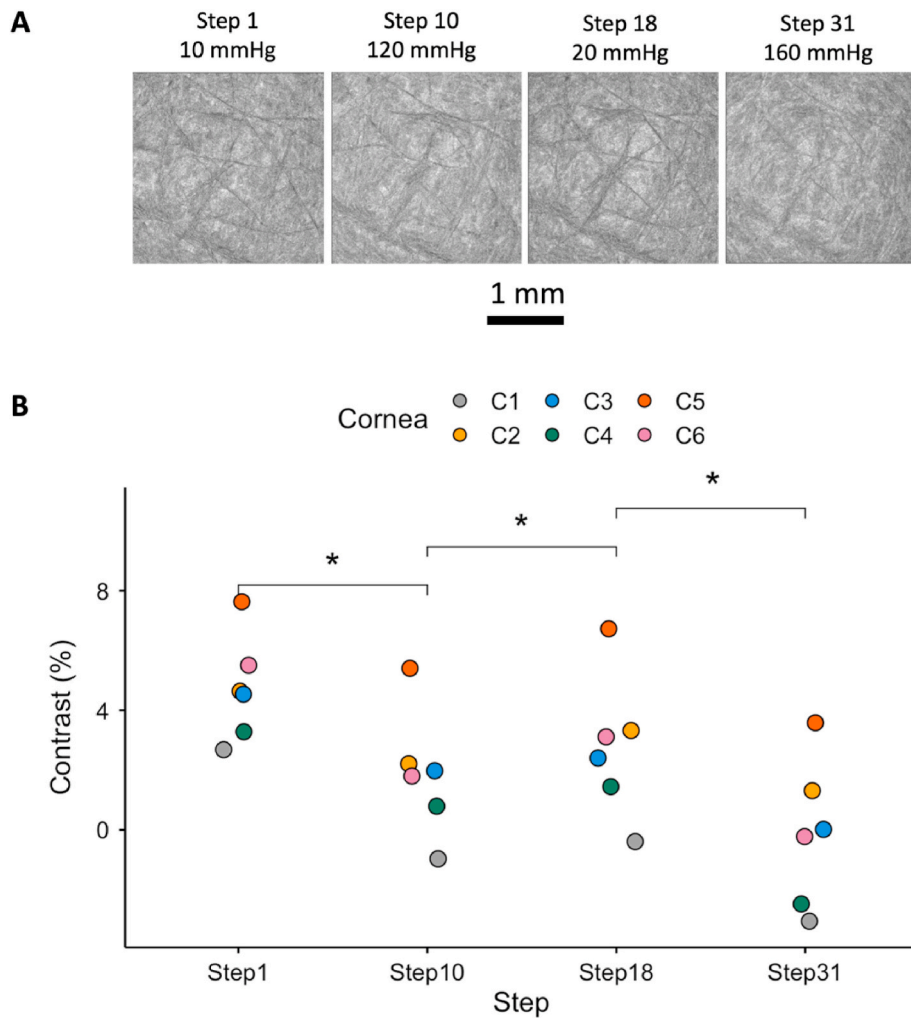 A
Step 1 Step 10 Step 18 Step 31
10 mmHg 120 mmHg 20 mmHg 160 mmHg
1 mm
B
Cornea
C1 C3 C5
C2 C4 C6
* * *
8
4
0
Contrast (%)
Step1 Step10 Step18 Step31
Step